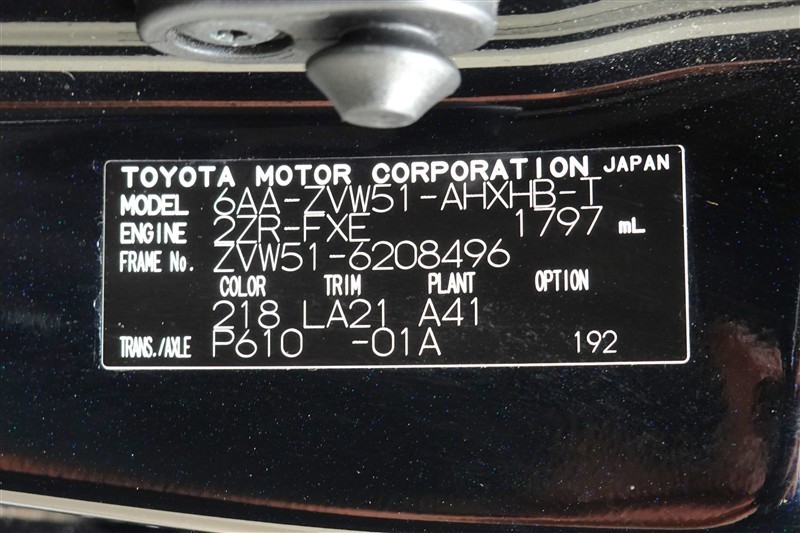 TOYOTA MOTOR CORPORATION JAPAN
MODEL 6AA-ZVW51-AHXHB-T
ENGINE 2ZR-FXE 1797 mL
FRAME No. ZVW51-6208496
COLOR TRIM PLANT OPTION
218 LA21 A41
TRANS./AXLE P610 -01A 192